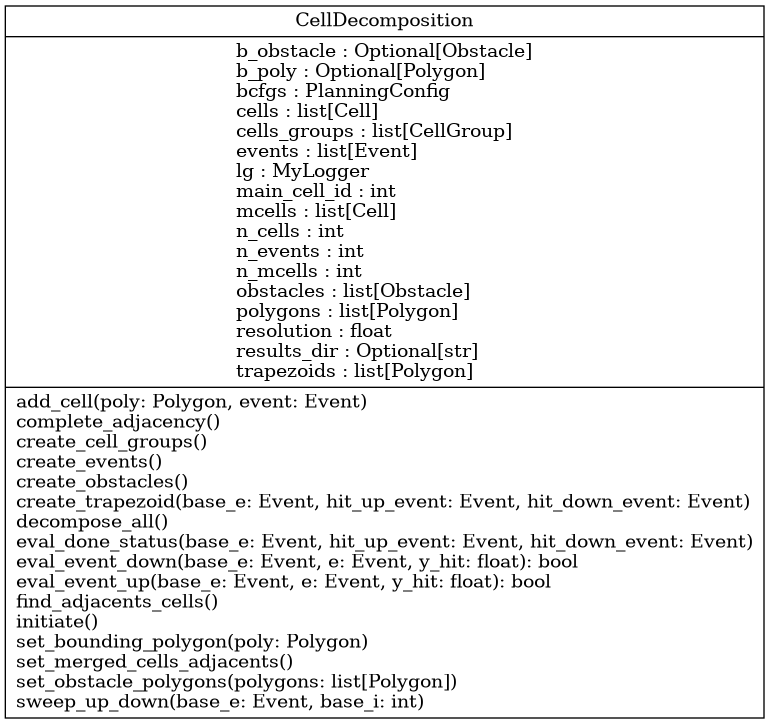 CellDecomposition
b_obstacle : Optional[Obstacle]
b_poly : Optional[Polygon]
bcfgs : PlanningConfig
cells : list[Cell]
cells_groups : list[CellGroup]
events : list[Event]
lg : MyLogger
main_cell_id : int
mcells : list[Cell]
n_cells : int
n_events : int
n_mcells : int
obstacles : list[Obstacle]
polygons : list[Polygon]
resolution : float
results_dir : Optional[str]
trapezoids : list[Polygon]
add_cell(poly: Polygon, event: Event)
complete_adjacency()
create_cell_groups()
create_events()
create_obstacles()
create_trapezoid(base_e: Event, hit_up_event: Event, hit_down_event: Event)
decompose_all()
eval_done_status(base_e: Event, hit_up_event: Event, hit_down_event: Event)
eval_event_down(base_e: Event, e: Event, y_hit: float): bool
eval_event_up(base_e: Event, e: Event, y_hit: float): bool
find_adjacents_cells()
initiate()
set_bounding_polygon(poly: Polygon)
set_merged_cells_adjacents()
set_obstacle_polygons(polygons: list[Polygon])
sweep_up_down(base_e: Event, base_i: int)